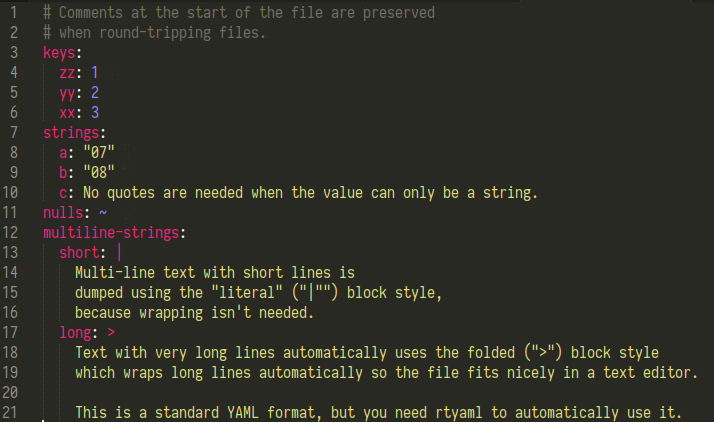 1 # Comments at the start of the file are preserved
2 # when round-tripping files.
3 keys:
4   zz: 1
5   yy: 2
6   xx: 3
7 strings:
8   a: "07"
9   b: "08"
10   c: No quotes are needed when the value can only be a string.
11 nulls: ~
12 multiline-strings:
13   short: |
14     Multi-line text with short lines is
15     dumped using the "literal" ("|"") block style,
16     because wrapping isn't needed.
17   long: >
18     Text with very long lines automatically uses the folded (">") block style
19     which wraps long lines automatically so the file fits nicely in a text editor.
20
21     This is a standard YAML format, but you need rtyaml to automatically use it.